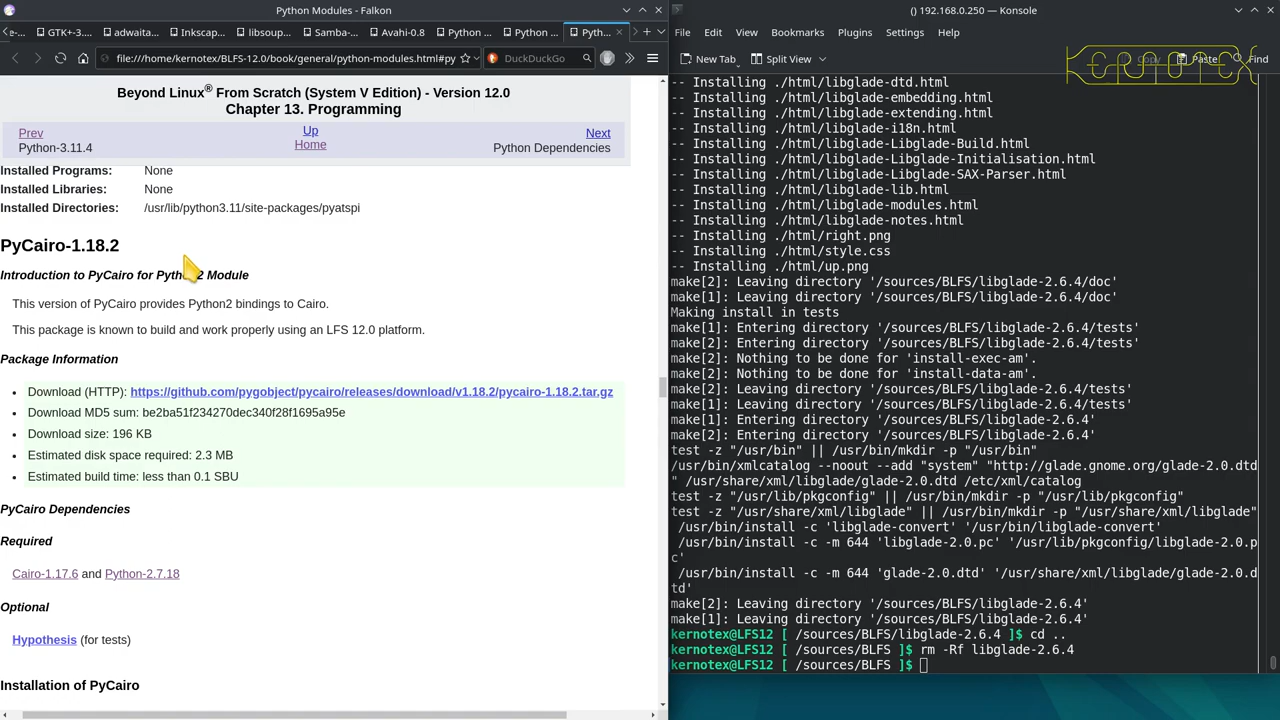 Python Modules - Falkon
e-...
GTK+-3....
adwaita...
Inkscap...
libsoup...
Samba-...
Avahi-0.8
Python ...
Python ...
Pyth...
file:///home/kernotex/BLFS-12.0/book/general/python-modules.html#py
DuckDuckGo
Beyond Linux® From Scratch (System V Edition) - Version 12.0
Chapter 13. Programming
Prev
Up
Next
Python-3.11.4
Home
Python Dependencies
Installed Programs: None
Installed Libraries: None
Installed Directories: /usr/lib/python3.11/site-packages/pyatspi
PyCairo-1.18.2
Introduction to PyCairo for Python2 Module
This version of PyCairo provides Python2 bindings to Cairo.
This package is known to build and work properly using an LFS 12.0 platform.
Package Information
• Download (HTTP): https://github.com/pygobject/pycairo/releases/download/v1.18.2/pycairo-1.18.2.tar.gz
• Download MD5 sum: be2ba51f234270dec340f28f1695a95e
• Download size: 196 KB
• Estimated disk space required: 2.3 MB
• Estimated build time: less than 0.1 SBU
PyCairo Dependencies
Required
Cairo-1.17.6 and Python-2.7.18
Optional
Hypothesis (for tests)
Installation of PyCairo
() 192.168.0.250 — Konsole
File Edit View Bookmarks Plugins Settings Help
New Tab Split View Copy Paste Find
Kernotex
-- Installing ./html/libglade-dtd.html
-- Installing ./html/libglade-embedding.html
-- Installing ./html/libglade-extending.html
-- Installing ./html/libglade-i18n.html
-- Installing ./html/libglade-Libglade-Build.html
-- Installing ./html/libglade-Libglade-Initialisation.html
-- Installing ./html/libglade-Libglade-SAX-Parser.html
-- Installing ./html/libglade-lib.html
-- Installing ./html/libglade-modules.html
-- Installing ./html/libglade-notes.html
-- Installing ./html/right.png
-- Installing ./html/style.css
-- Installing ./html/up.png
make[2]: Leaving directory '/sources/BLFS/libglade-2.6.4/doc'
make[1]: Leaving directory '/sources/BLFS/libglade-2.6.4/doc'
Making install in tests
make[1]: Entering directory '/sources/BLFS/libglade-2.6.4/tests'
make[2]: Entering directory '/sources/BLFS/libglade-2.6.4/tests'
make[2]: Nothing to be done for 'install-exec-am'.
make[2]: Nothing to be done for 'install-data-am'.
make[2]: Leaving directory '/sources/BLFS/libglade-2.6.4/tests'
make[1]: Leaving directory '/sources/BLFS/libglade-2.6.4/tests'
make[1]: Entering directory '/sources/BLFS/libglade-2.6.4'
make[2]: Entering directory '/sources/BLFS/libglade-2.6.4'
test -z "/usr/bin" || /usr/bin/mkdir -p "/usr/bin"
/usr/bin/xmlcatalog --noout --add "system" "http://glade.gnome.org/glade-2.0.dtd
" /usr/share/xml/libglade/glade-2.0.dtd /etc/xml/catalog
test -z "/usr/lib/pkgconfig" || /usr/bin/mkdir -p "/usr/lib/pkgconfig"
test -z "/usr/share/xml/libglade" || /usr/bin/mkdir -p "/usr/share/xml/libglade"
/usr/bin/install -c 'libglade-convert' '/usr/bin/libglade-convert'
/usr/bin/install -c -m 644 'libglade-2.0.pc' '/usr/lib/pkgconfig/libglade-2.0.p
c'
/usr/bin/install -c -m 644 'glade-2.0.dtd' '/usr/share/xml/libglade/glade-2.0.d
td'
make[2]: Leaving directory '/sources/BLFS/libglade-2.6.4'
make[1]: Leaving directory '/sources/BLFS/libglade-2.6.4'
kernotex@LFS12 [ /sources/BLFS/libglade-2.6.4 ]$ cd ..
kernotex@LFS12 [ /sources/BLFS ]$ rm -Rf libglade-2.6.4
kernotex@LFS12 [ /sources/BLFS ]$